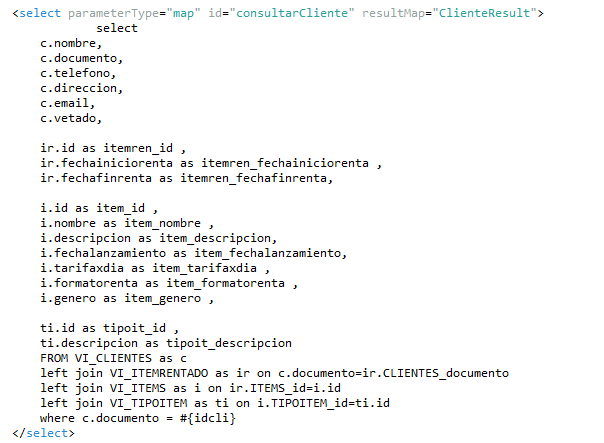 <select parameterType="map" id="consultarCliente" resultMap="ClienteResult">
select
c.nombre,
c.documento,
c.telefono,
c.direccion,
c.email,
c.vetado,
ir.id as itemren_id ,
ir.fechainiciorenta as itemren_fechainiciorenta ,
ir.fechafinrenta as itemren_fechafinrenta,
i.id as item_id ,
i.nombre as item_nombre ,
i.descripcion as item_descripcion,
i.fechalanzamiento as item_fechalanzamiento,
i.tarifaxdia as item_tarifaxdia ,
i.formatorenta as item_formatorenta ,
i.genero as item_genero ,
ti.id as tipoit_id ,
ti.descripcion as tipoit_descripcion
FROM VI_CLIENTES as c
left join VI_ITEMRENTADO as ir on c.documento=ir.CLIENTES_documento
left join VI_ITEMS as i on ir.ITEMS_id=i.id
left join VI_TIPOITEM as ti on i.TIPOITEM_id=ti.id
where c.documento = #{idcli}
</select>